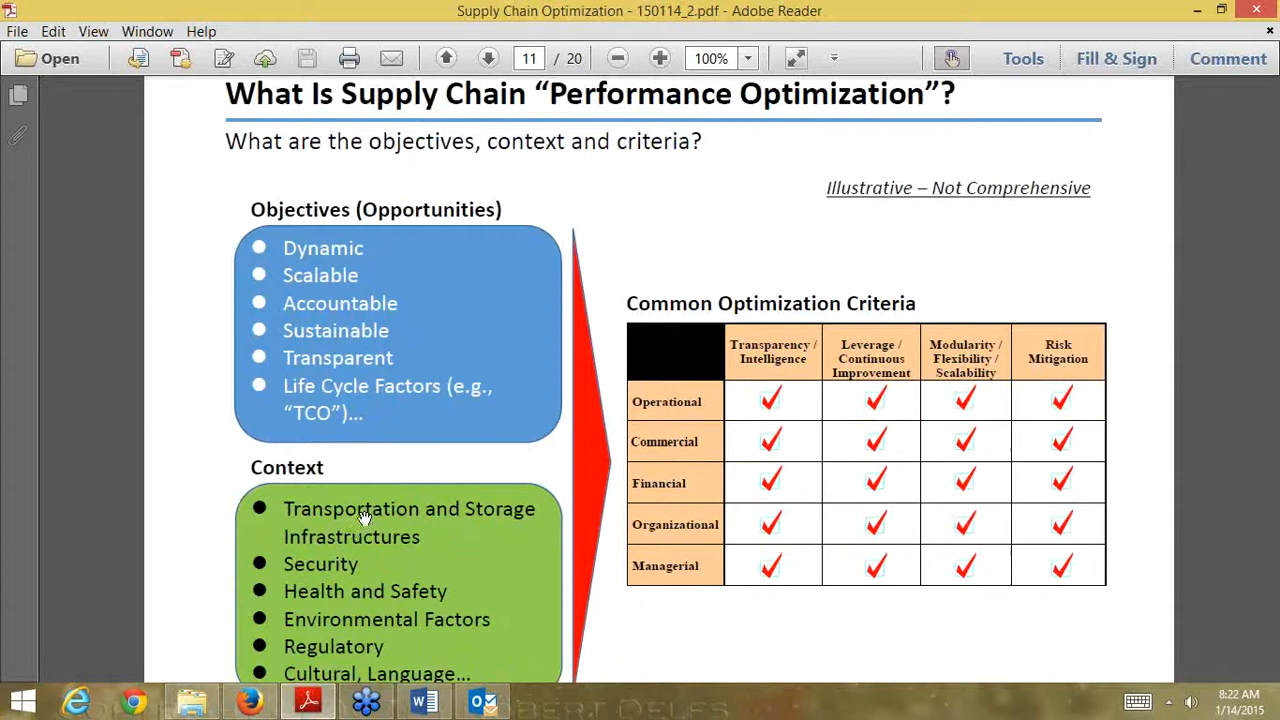 Supply Chain Optimization - 150114_2.pdf - Adobe Reader
File Edit View Window Help
Open 11 / 20 100% Tools Fill & Sign Comment
What Is Supply Chain “Performance Optimization”?
What are the objectives, context and criteria?
Illustrative – Not Comprehensive
Objectives (Opportunities)
Dynamic
Scalable
Accountable
Sustainable
Transparent
Life Cycle Factors (e.g.,
“TCO”)...
Context
Transportation and Storage
Infrastructures
Security
Health and Safety
Environmental Factors
Regulatory
Cultural, Language...
Common Optimization Criteria
Transparency /
Intelligence
Leverage /
Continuous
Improvement
Modularity /
Flexibility /
Scalability
Risk
Mitigation
Operational
Commercial
Financial
Organizational
Managerial
8:22 AM
1/14/2015